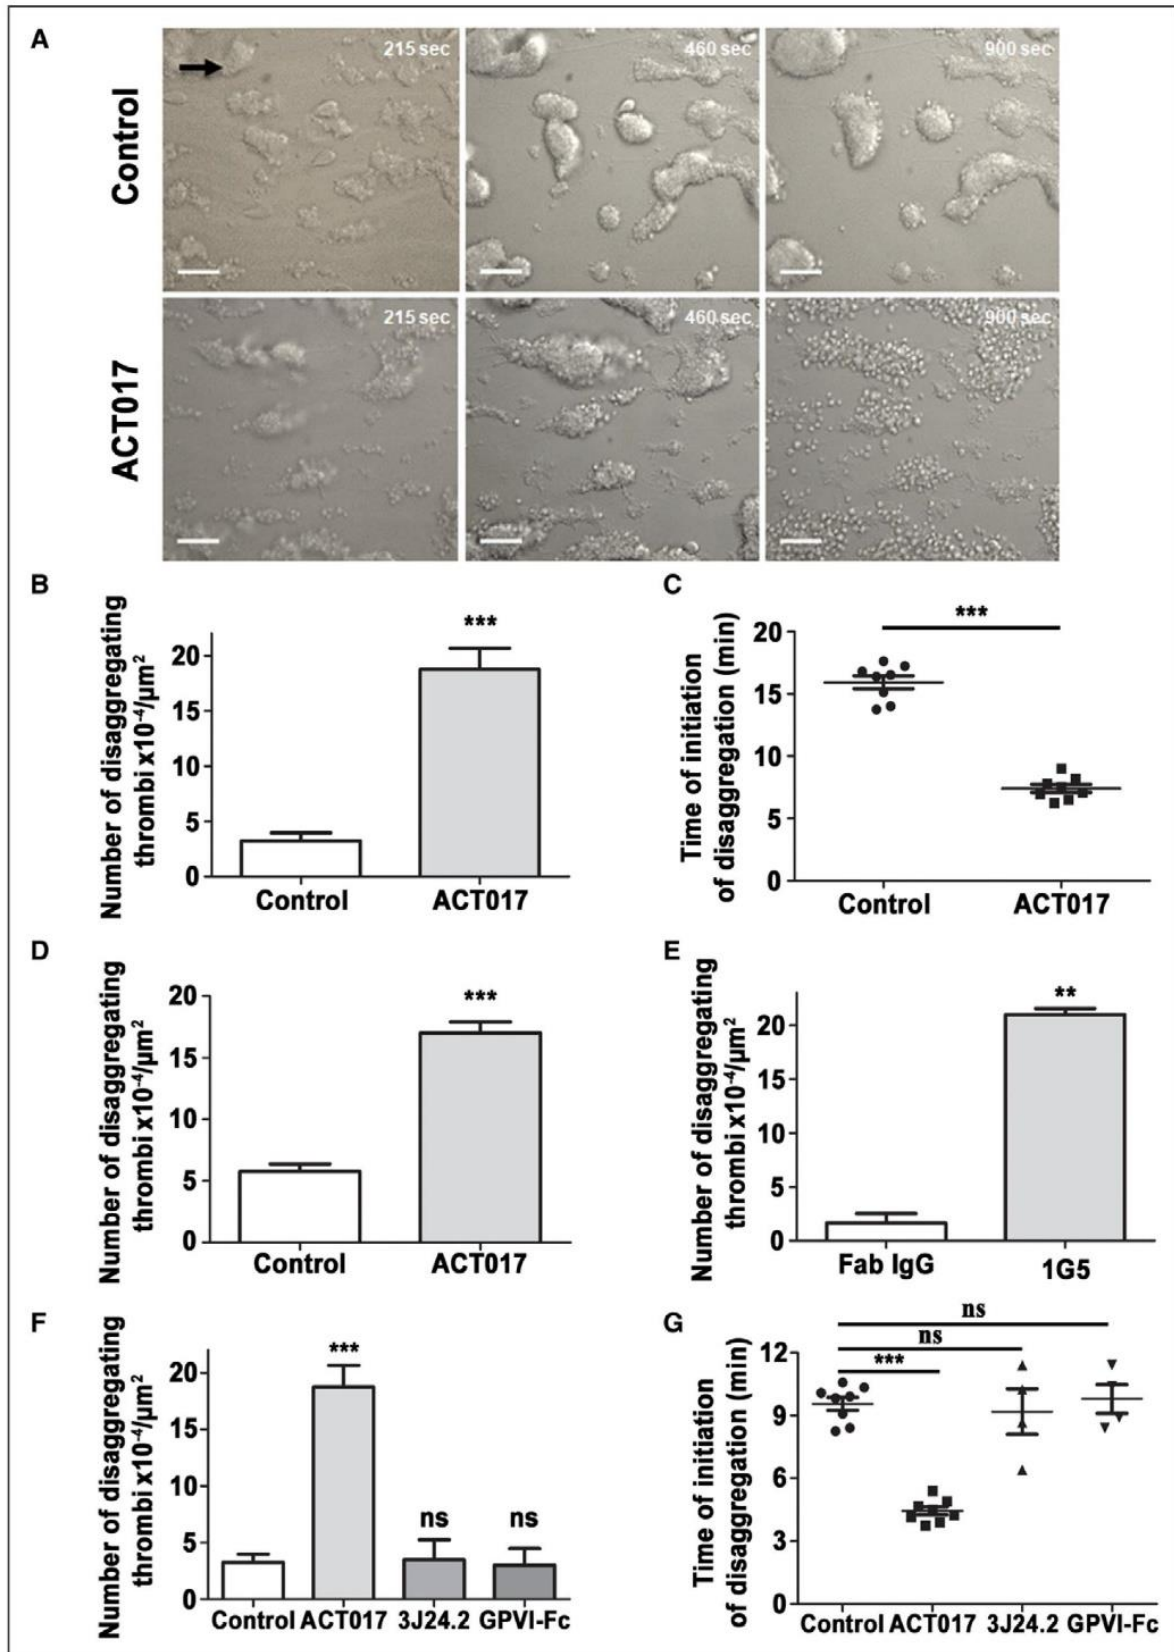 A
Control
215 sec
460 sec
900 sec
ACT017
215 sec
460 sec
900 sec
B
Number of disaggregating
thrombi x10⁻⁴/µm²
20
15
10
5
0
***
Control
ACT017
C
Time of initiation
of disaggregation (min)
20
15
10
5
0
***
Control
ACT017
D
Number of disaggregating
thrombi x10⁻⁴/µm²
20
15
10
5
0
***
Control
ACT017
E
Number of disaggregating
thrombi x10⁻⁴/µm²
20
15
10
5
0
**
Fab IgG
1G5
F
Number of disaggregating
thrombi x10⁻⁴/µm²
20
15
10
5
0
***
ns
ns
Control
ACT017
3J24.2
GPVI-Fc
G
Time of initiation
of disaggregation (min)
12
9
6
3
0
ns
ns
***
Control
ACT017
3J24.2
GPVI-Fc